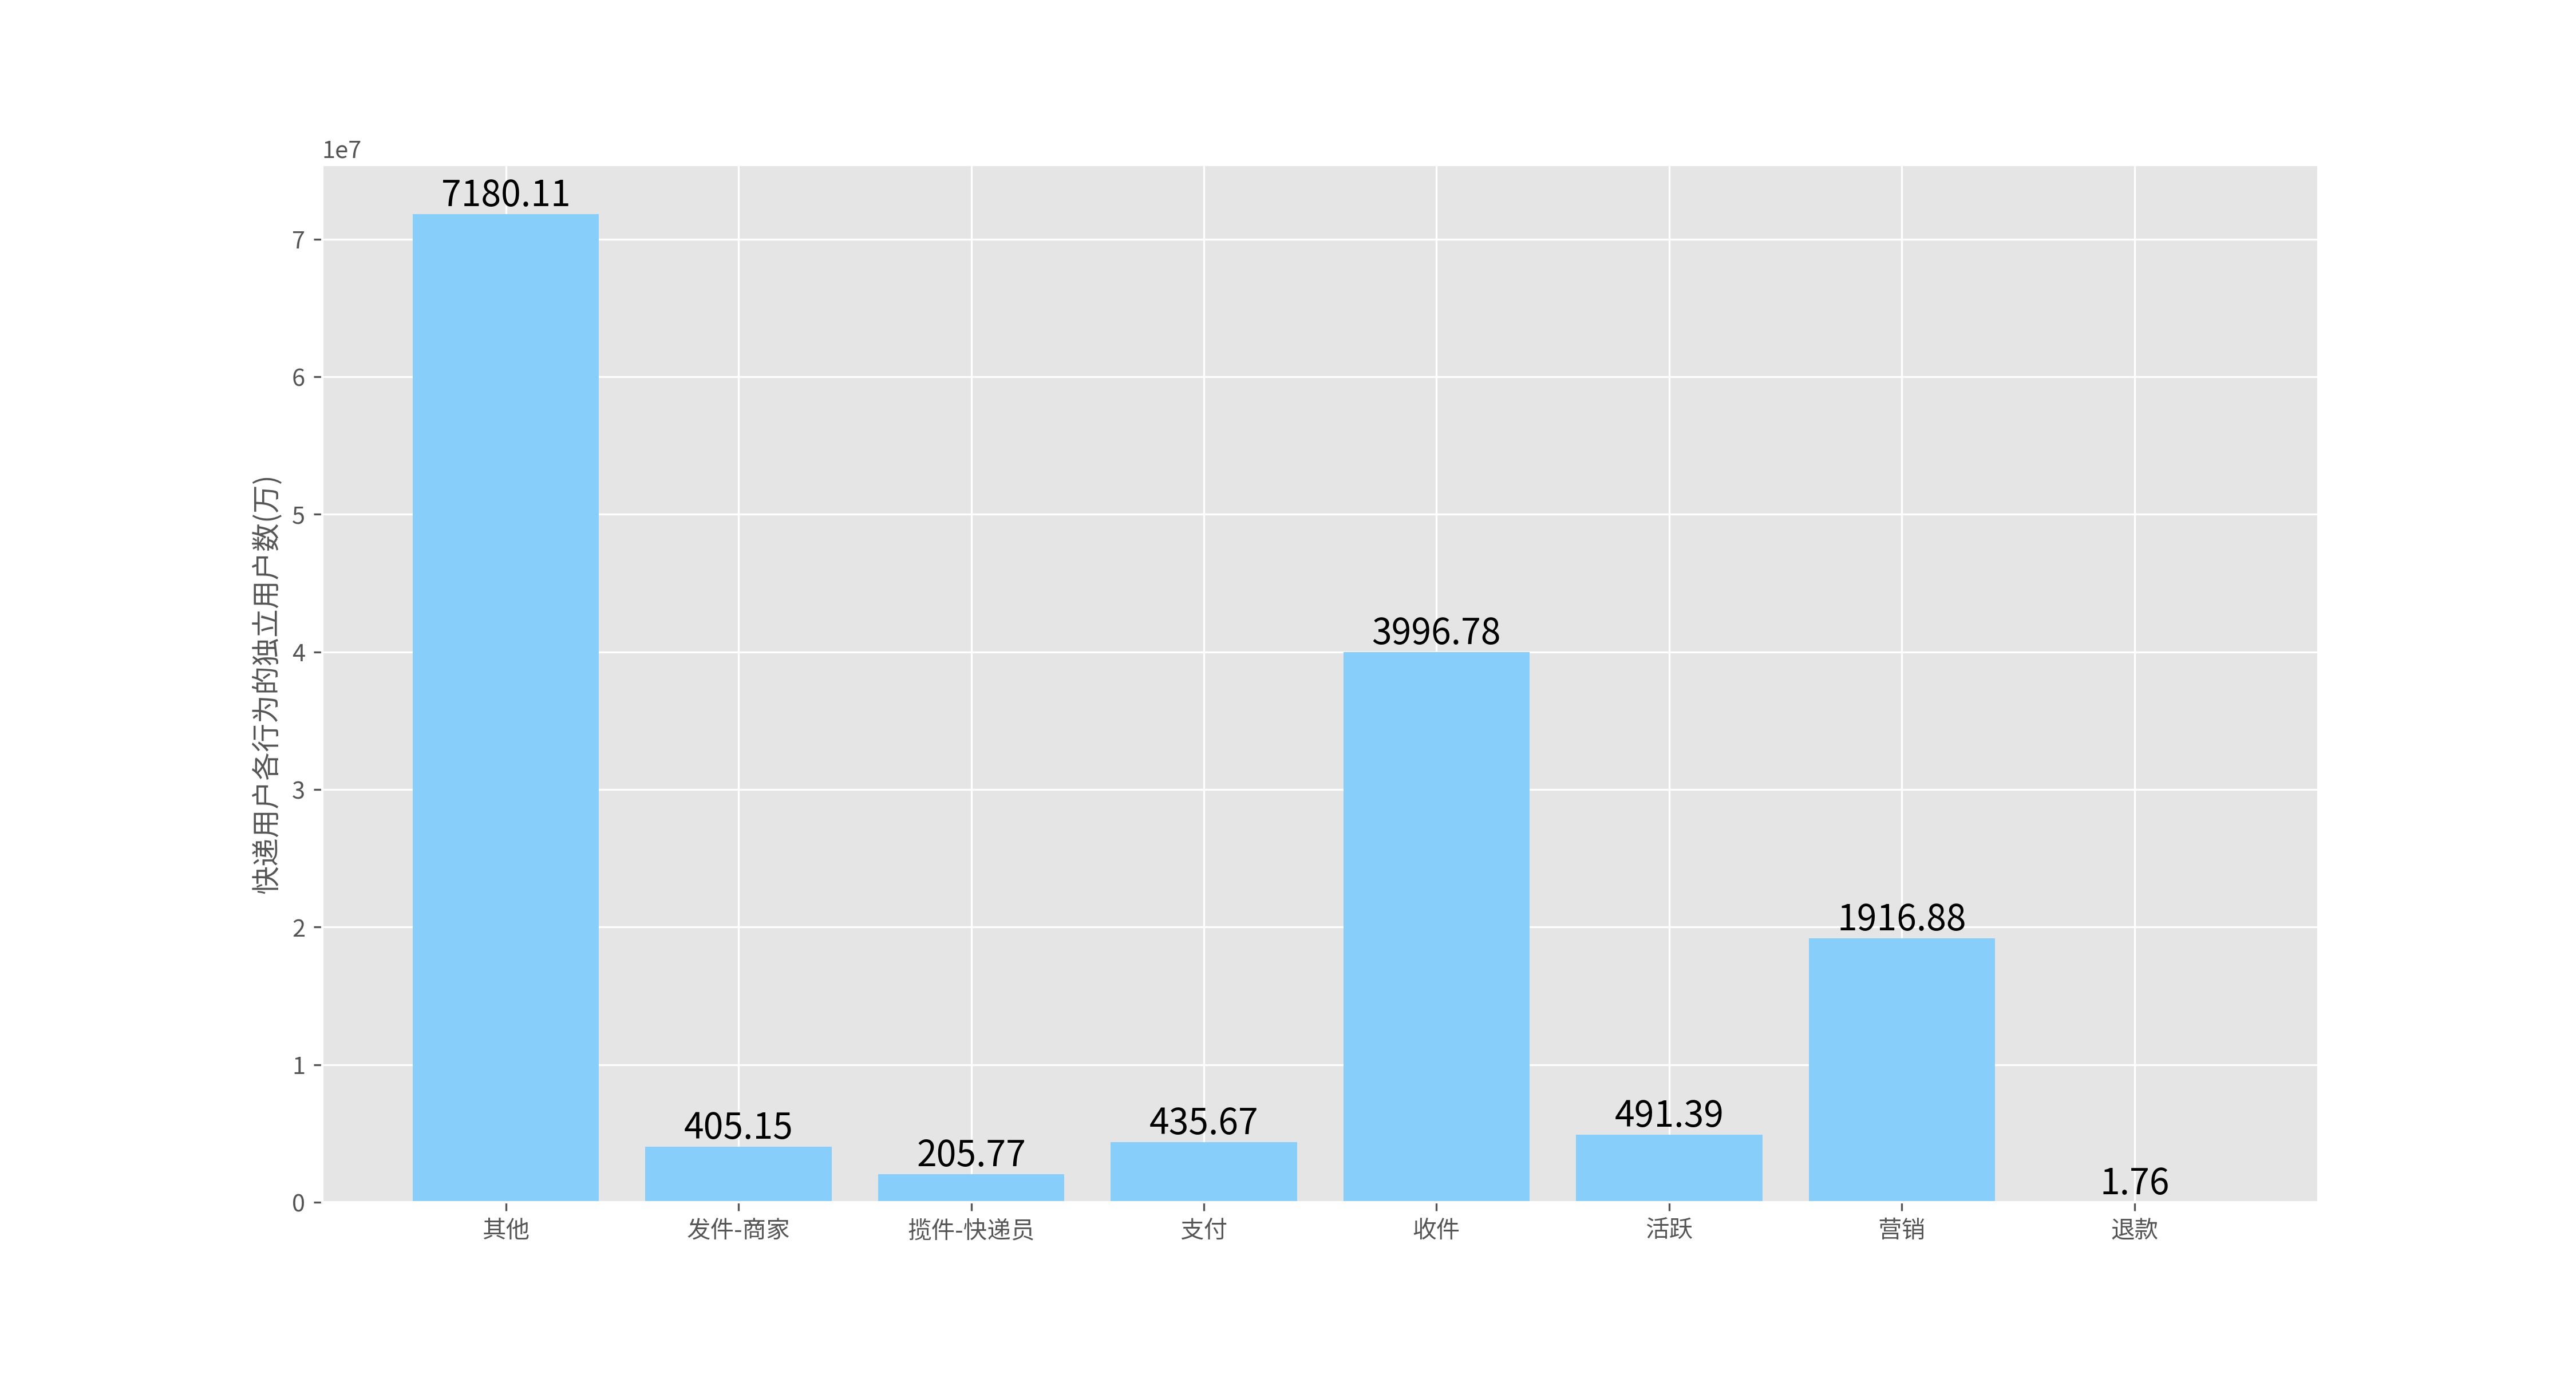 1e7
7180.11
7
6
5
4
3
2
1
0
快递用户各行为的独立用户数(万)
405.15
205.77
435.67
3996.78
491.39
1916.88
1.76
其他
发件-商家
揽件-快递员
支付
收件
活跃
营销
退款